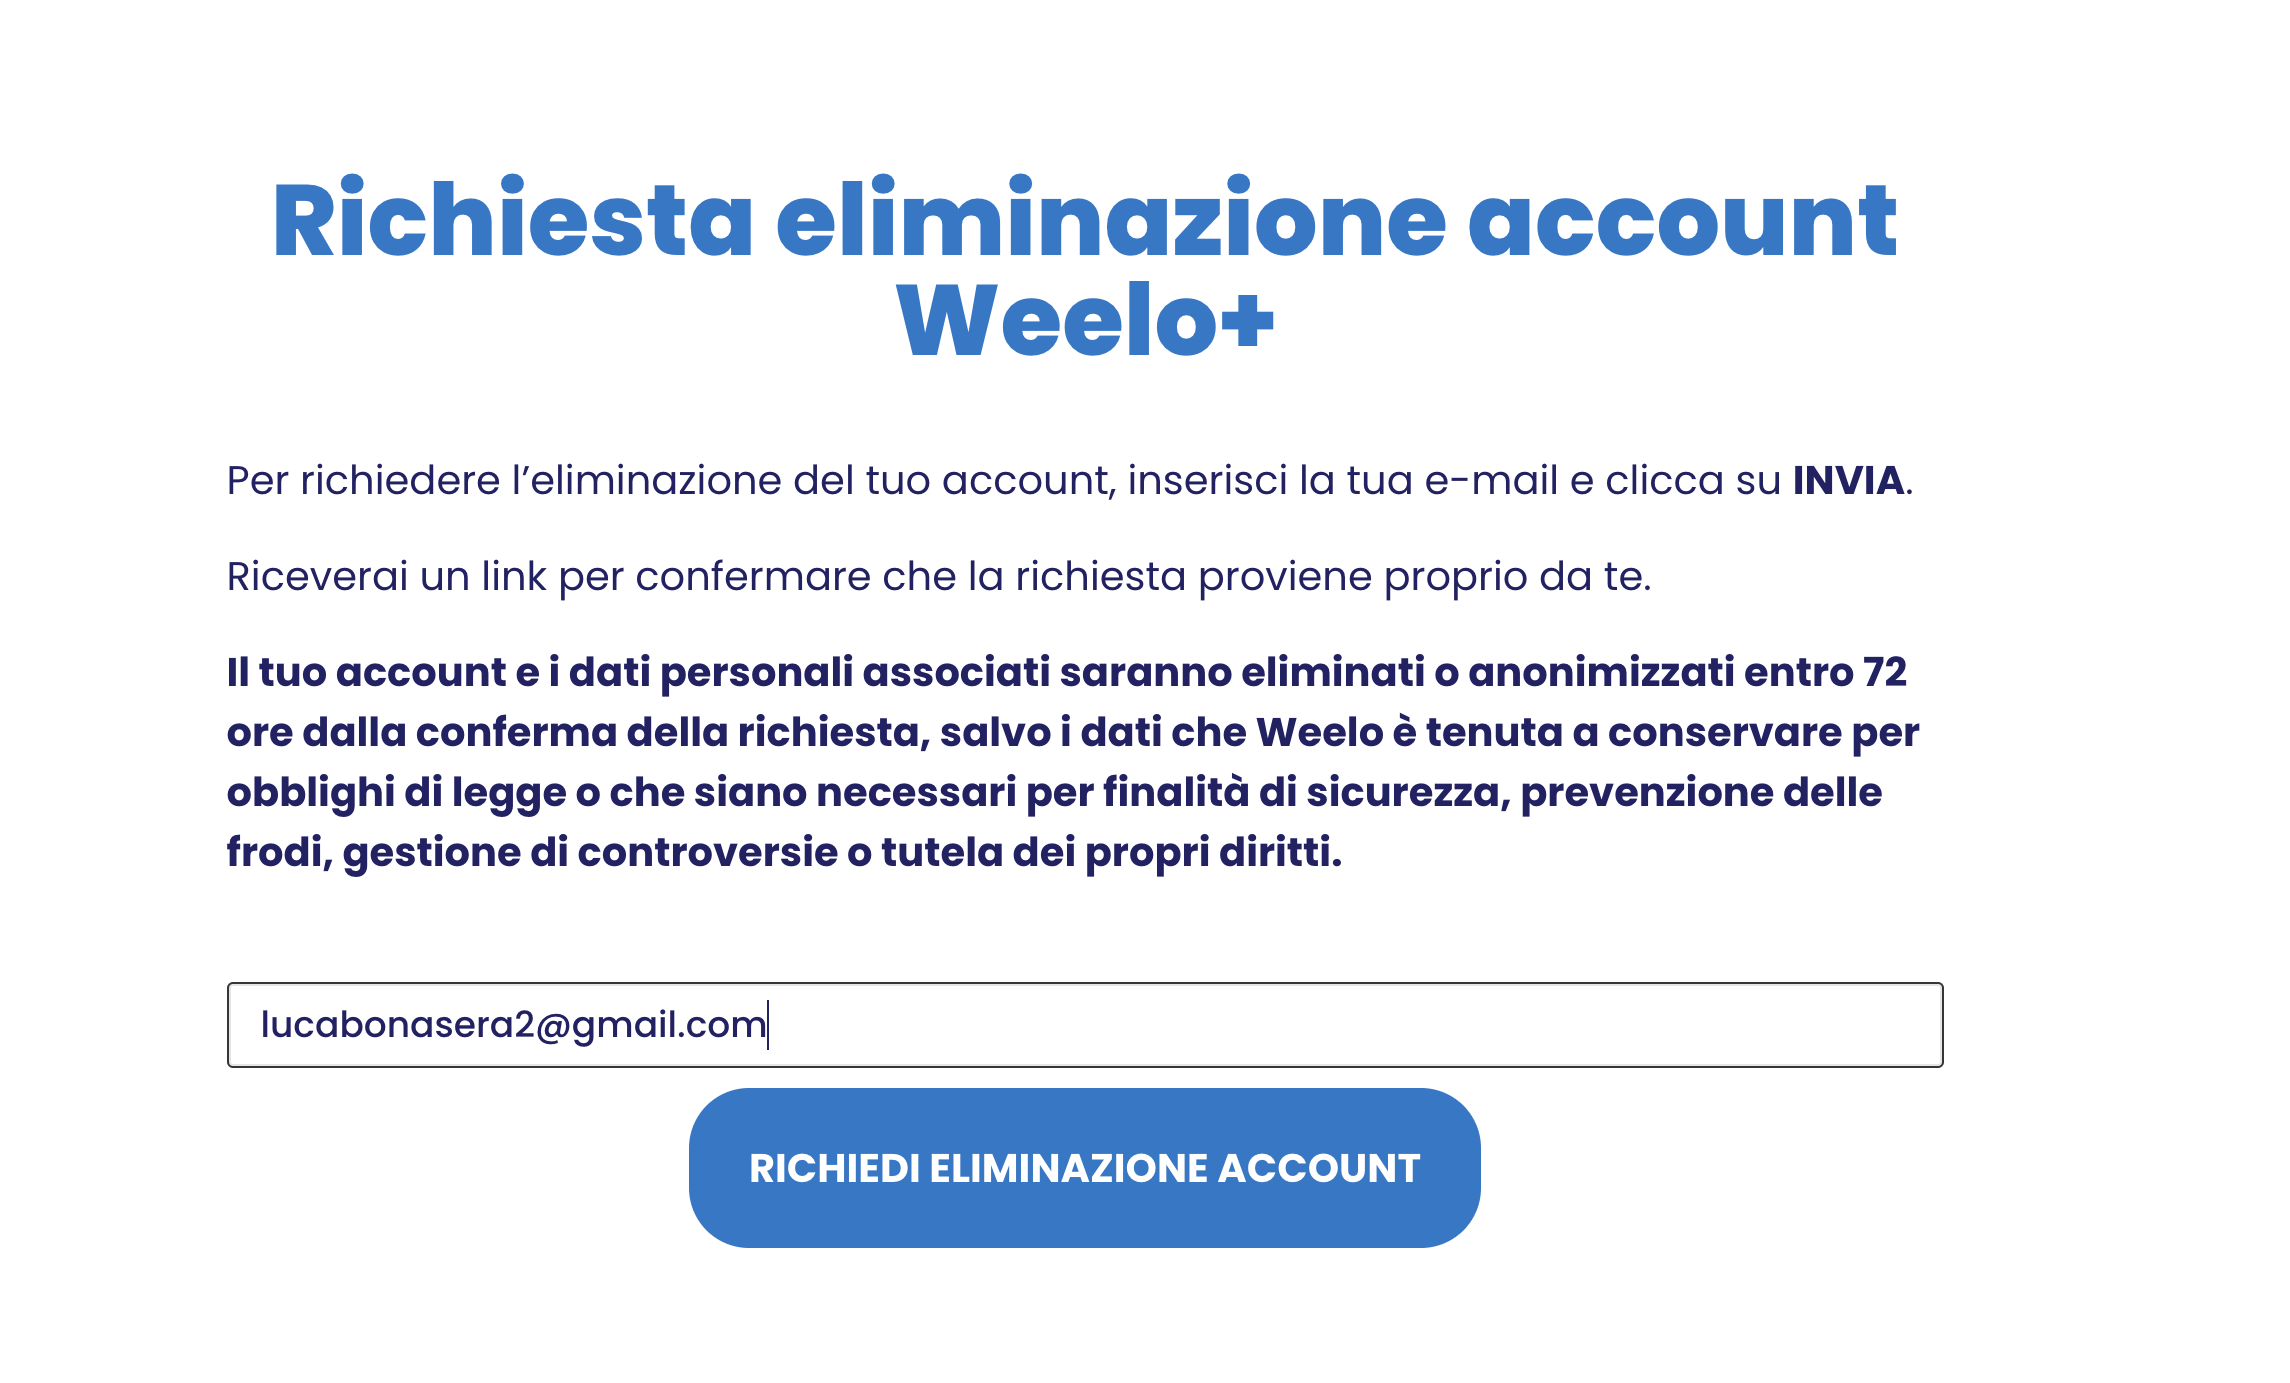 Richiesta eliminazione account
Weelo+
Per richiedere l’eliminazione del tuo account, inserisci la tua e-mail e clicca su INVIA.
Riceverai un link per confermare che la richiesta proviene proprio da te.
Il tuo account e i dati personali associati saranno eliminati o anonimizzati entro 72
ore dalla conferma della richiesta, salvo i dati che Weelo è tenuta a conservare per
obblighi di legge o che siano necessari per finalità di sicurezza, prevenzione delle
frodi, gestione di controversie o tutela dei propri diritti.
lucabonasera2@gmail.com
RICHIEDI ELIMINAZIONE ACCOUNT